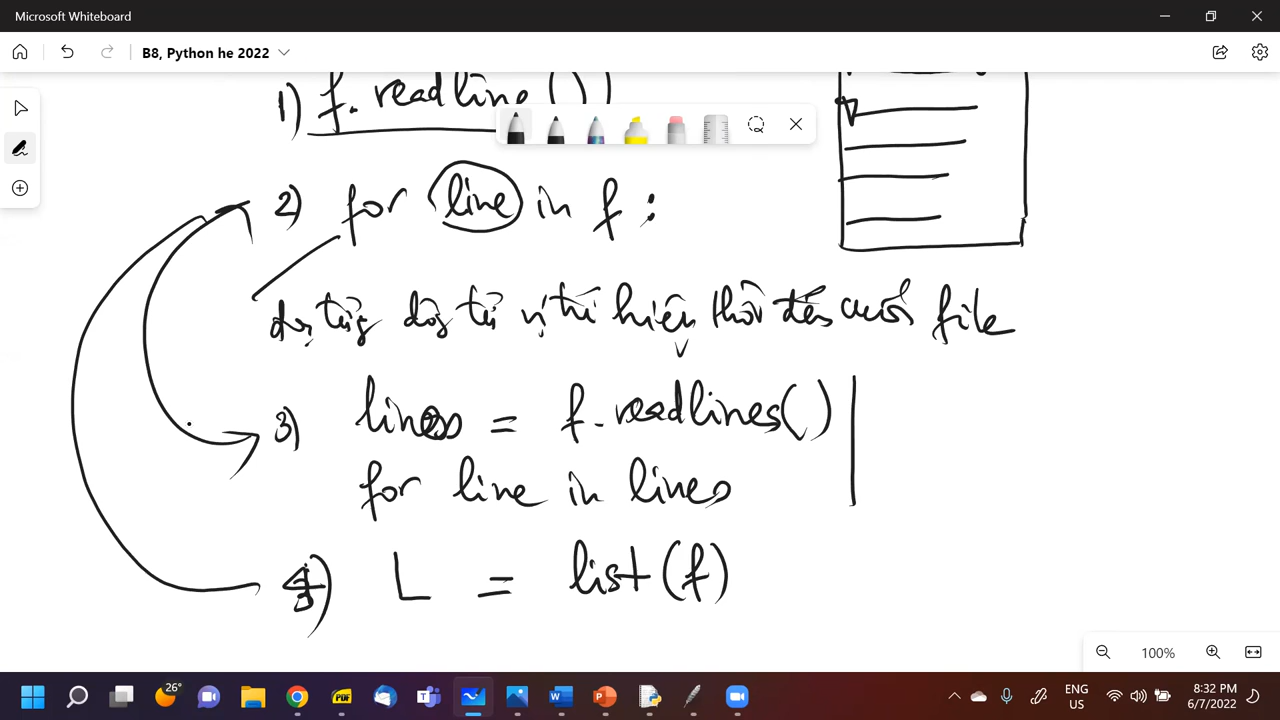 Microsoft Whiteboard
B8, Python he 2022
1) f. readline ()
2) for line in f :
đọc từng dòng từ vị trí hiện thời đến cuối file
3) lines = f.readlines()
for line in lines
4) L = list (f)
100%
26°
ENG
US
8:32 PM
6/7/2022